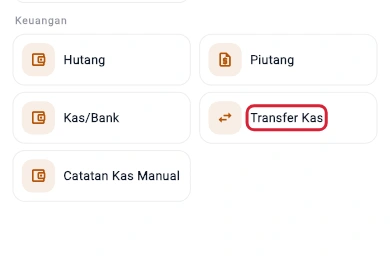 Keuangan
Hutang
Piutang
Kas/Bank
Transfer Kas
Catatan Kas Manual